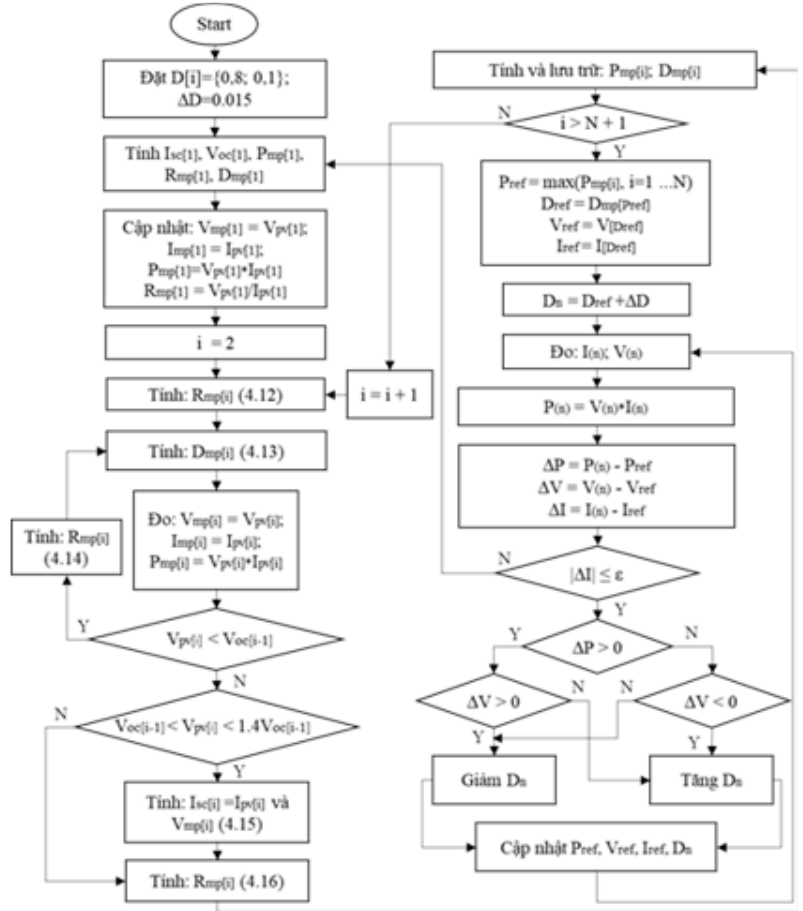 Start
Đặt D[i]={0,8; 0,1};
ΔD=0.015
Tính Isc[1], Voc[1], Pmp[1],
Rmp[1], Dmp[1]
Cập nhật: Vmp[1] = Vpv[1];
Imp[1] = Ipv[1];
Pmp[1]=Vpv[1]*Ipv[1]
Rmp[1] = Vpv[1]/Ipv[1]
i = 2
Tính: Rmp[i] (4.12)
i = i + 1
Tính: Dmp[i] (4.13)
Đo: Vmp[i] = Vpv[i];
Imp[i] = Ipv[i];
Pmp[i] = Vpv[i]*Ipv[i]
Tính: Rmp[i]
(4.14)
Y
Vpv[i] < Voc[i-1]
N
N
Voc[i-1] < Vpv[i] < 1.4Voc[i-1]
Y
Tính: Isc[i] =Ipv[i] và
Vmp[i] (4.15)
Tính: Rmp[i] (4.16)
Tính và lưu trữ: Pmp[i]; Dmp[i]
N
i > N + 1
Y
Pref = max(Pmp[i], i=1 ...N)
Dref = Dmp[Pref]
Vref = V[Dref]
Iref = I[Dref]
Dn = Dref +ΔD
Đo: I(n); V(n)
P(n) = V(n)*I(n)
ΔP = P(n) - Pref
ΔV = V(n) - Vref
ΔI = I(n) - Iref
N
|ΔI| ≤ ε
Y
Y
ΔP > 0
N
ΔV > 0
N
N
ΔV < 0
Y
Y
Giảm Dn
Tăng Dn
Cập nhật Pref, Vref, Iref, Dn